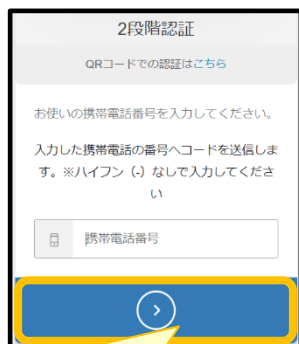 2段階認証
QRコードでの認証はこちら
お使いの携帯電話番号を入力してください。
入力した携帯電話の番号へコードを送信しま
す。※ハイフン（-）なしで入力してくださ
い
携帯電話番号